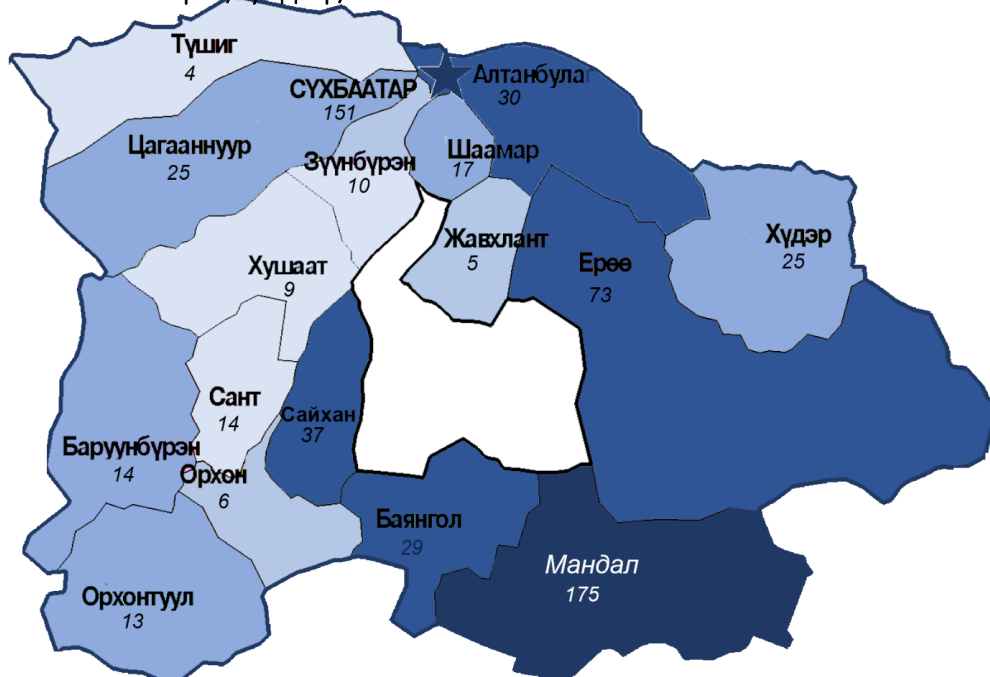 Түшиг
4
СҮХБААТАР
151
Алтанбула
30
Цагааннуур
25
Зүүнбүрэн
10
Шаамар
17
Жавхлант
5
Ерөө
73
Хүдэр
25
Хушаат
9
Сант
14
Сайхан
37
Баруунбүрэн
14
Орхон
6
Баянгол
29
Мандал
175
Орхонтуул
13